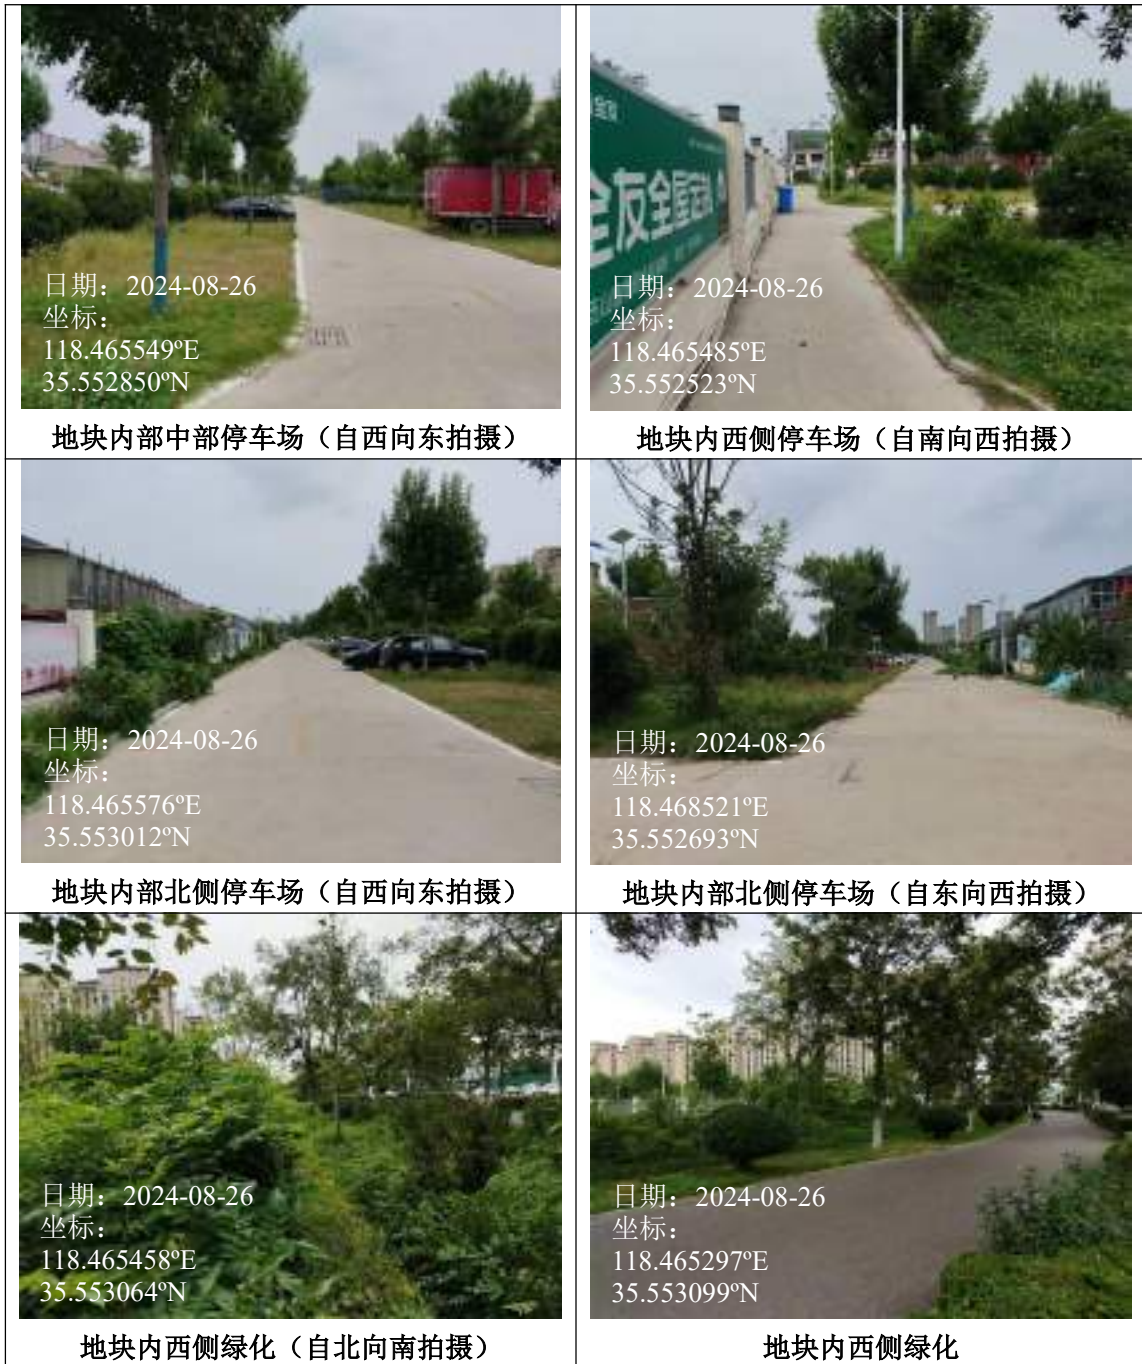 全友全屋定制
日期：2024-08-26
坐标：
118.465549ºE
35.552850ºN
地块内部中部停车场（自西向东拍摄）
日期：2024-08-26
坐标：
118.465485ºE
35.552523ºN
地块内西侧停车场（自南向西拍摄）
日期：2024-08-26
坐标：
118.465576ºE
35.553012ºN
地块内部北侧停车场（自西向东拍摄）
日期：2024-08-26
坐标：
118.468521ºE
35.552693ºN
地块内部北侧停车场（自东向西拍摄）
日期：2024-08-26
坐标：
118.465458ºE
35.553064ºN
地块内西侧绿化（自北向南拍摄）
日期：2024-08-26
坐标：
118.465297ºE
35.553099ºN
地块内西侧绿化